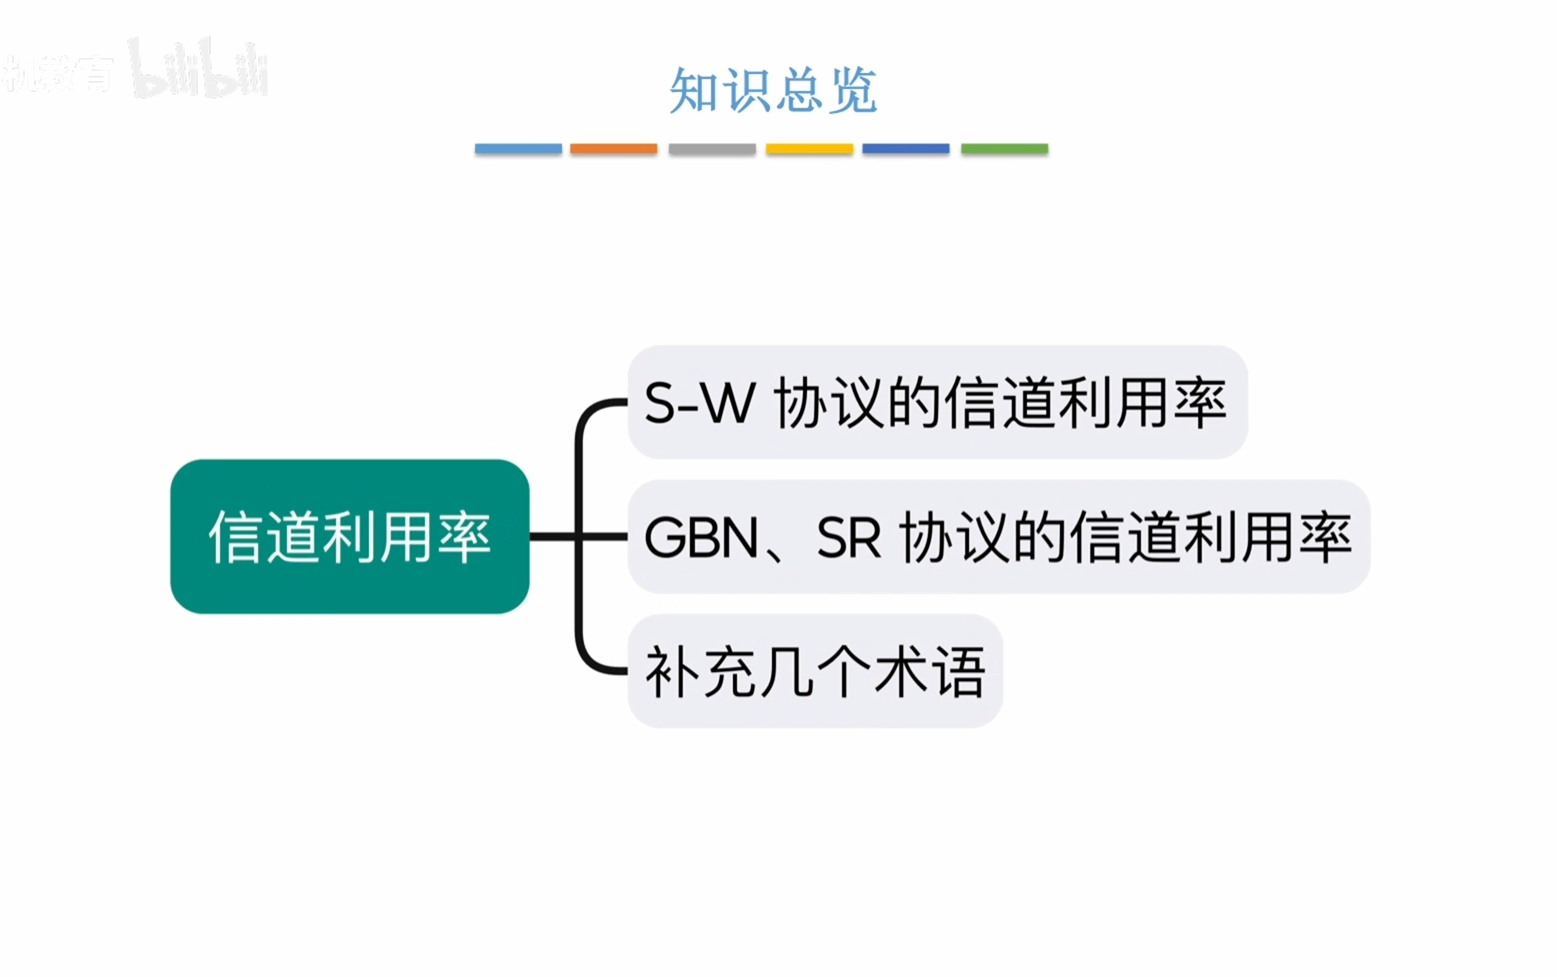 机教育 bilibili
知识总览
信道利用率
S-W 协议的信道利用率
GBN、SR 协议的信道利用率
补充几个术语